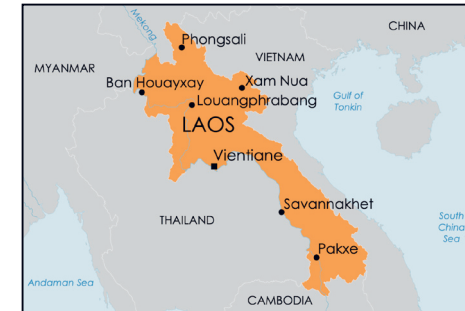 Mekong
Phongsali
CHINA
VIETNAM
MYANMAR
Ban Houayxay
Xam Nua
Louangphrabang
Gulf of
Tonkin
LAOS
Vientiane
Savannakhet
THAILAND
South
China
Sea
Pakxe
Andaman Sea
CAMBODIA